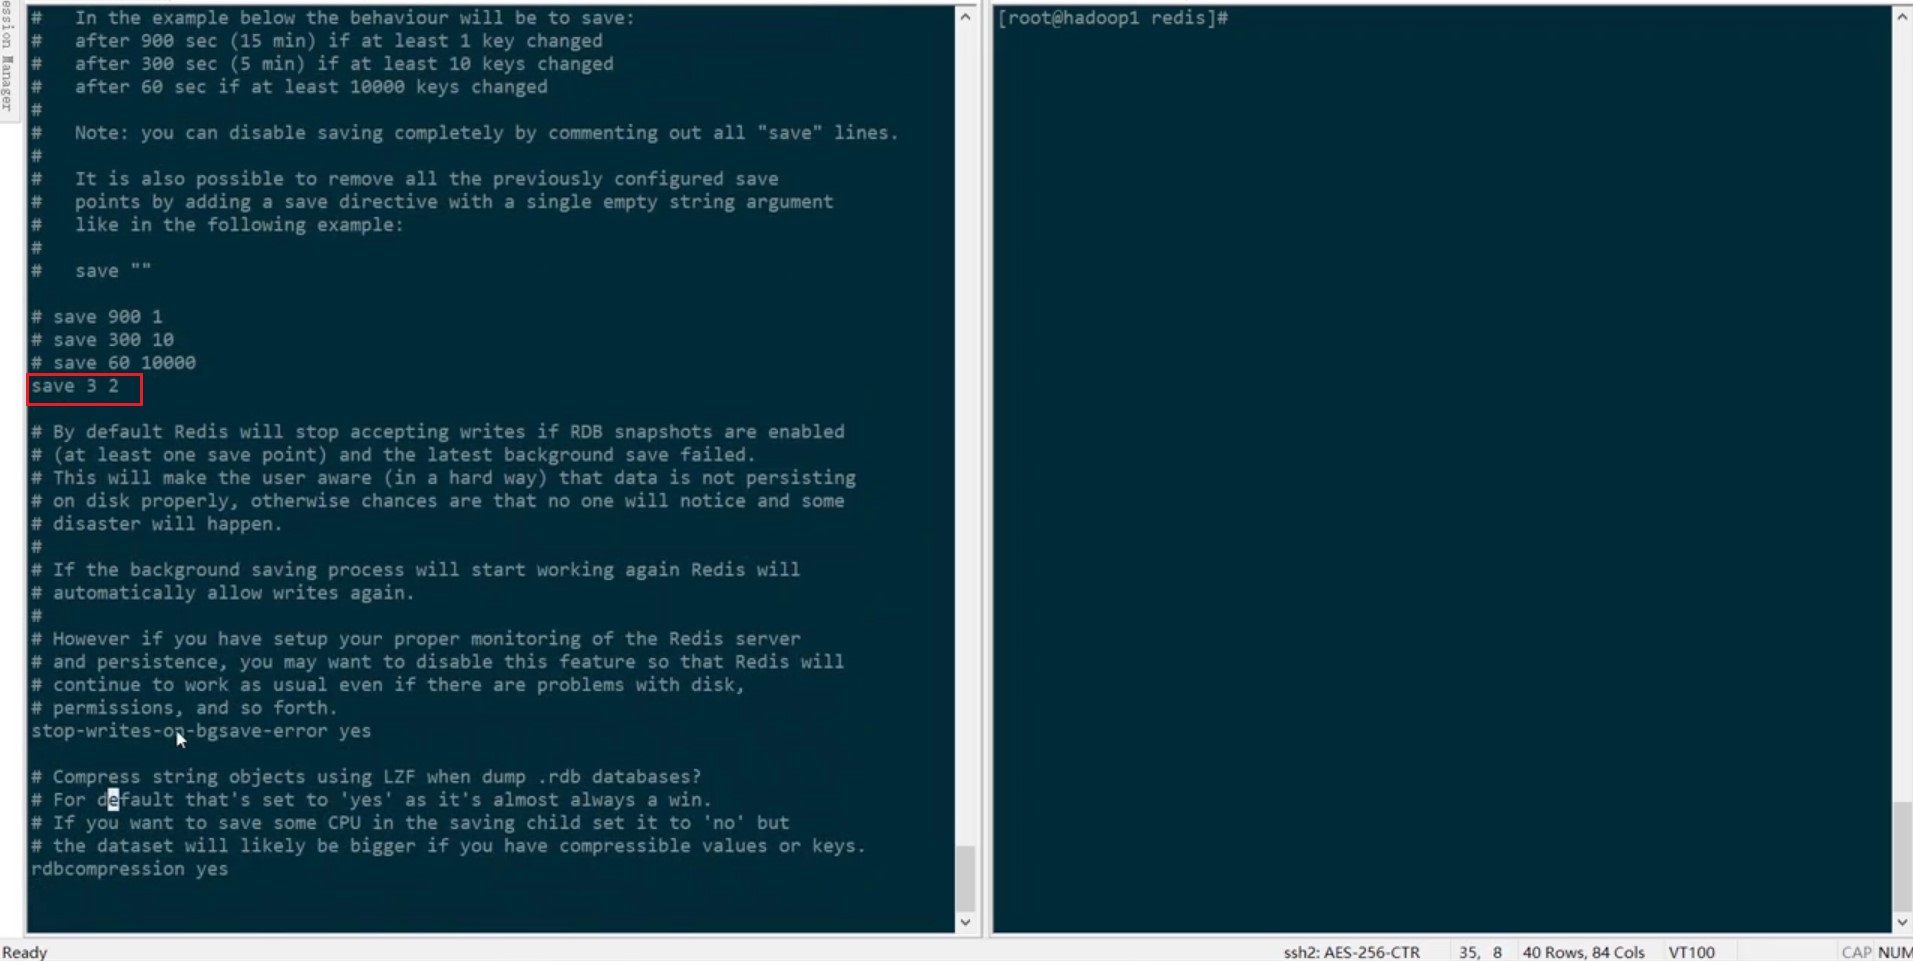 ession Manager
#   In the example below the behaviour will be to save:
#   after 900 sec (15 min) if at least 1 key changed
#   after 300 sec (5 min) if at least 10 keys changed
#   after 60 sec if at least 10000 keys changed
#
#   Note: you can disable saving completely by commenting out all "save" lines.
#
#   It is also possible to remove all the previously configured save
#   points by adding a save directive with a single empty string argument
#   like in the following example:
#
#   save ""
# save 900 1
# save 300 10
# save 60 10000
save 3 2
# By default Redis will stop accepting writes if RDB snapshots are enabled
# (at least one save point) and the latest background save failed.
# This will make the user aware (in a hard way) that data is not persisting
# on disk properly, otherwise chances are that no one will notice and some
# disaster will happen.
#
# If the background saving process will start working again Redis will
# automatically allow writes again.
#
# However if you have setup your proper monitoring of the Redis server
# and persistence, you may want to disable this feature so that Redis will
# continue to work as usual even if there are problems with disk,
# permissions, and so forth.
stop-writes-on-bgsave-error yes
# Compress string objects using LZF when dump .rdb databases?
# For default that's set to 'yes' as it's almost always a win.
# If you want to save some CPU in the saving child set it to 'no' but
# the dataset will likely be bigger if you have compressible values or keys.
rdbcompression yes
[root@hadoop1 redis]#
Ready
ssh2: AES-256-CTR
35, 8
40 Rows, 84 Cols
VT100
CAP NUM